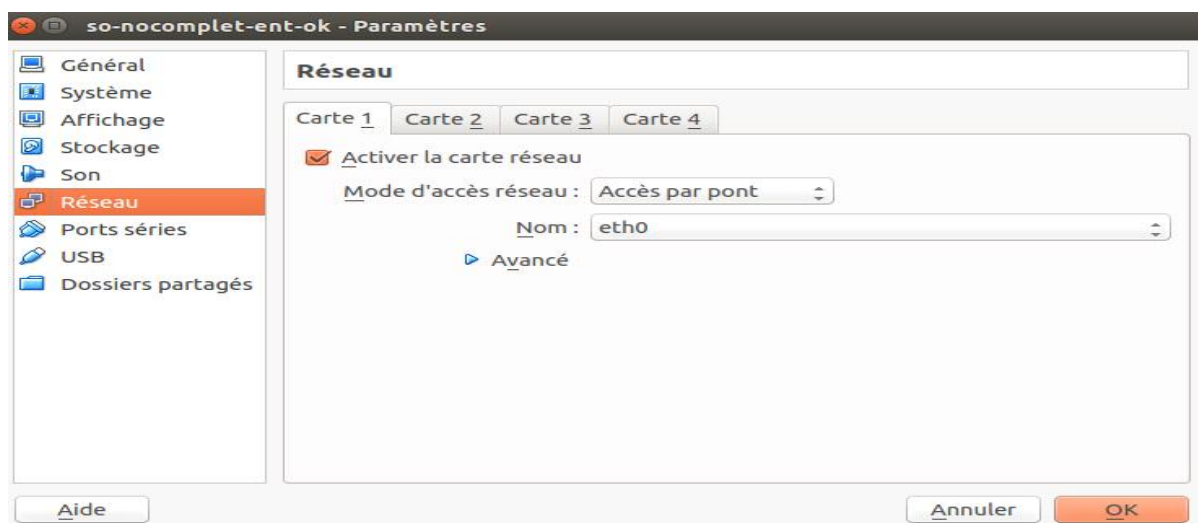 so-nocomplet-ent-ok - Paramètres
Général
Système
Affichage
Stockage
Son
Réseau
Ports séries
USB
Dossiers partagés
Réseau
Carte 1 Carte 2 Carte 3 Carte 4
Activer la carte réseau
Mode d'accès réseau : Accès par pont
Nom : eth0
Avancé
Aide Annuler OK